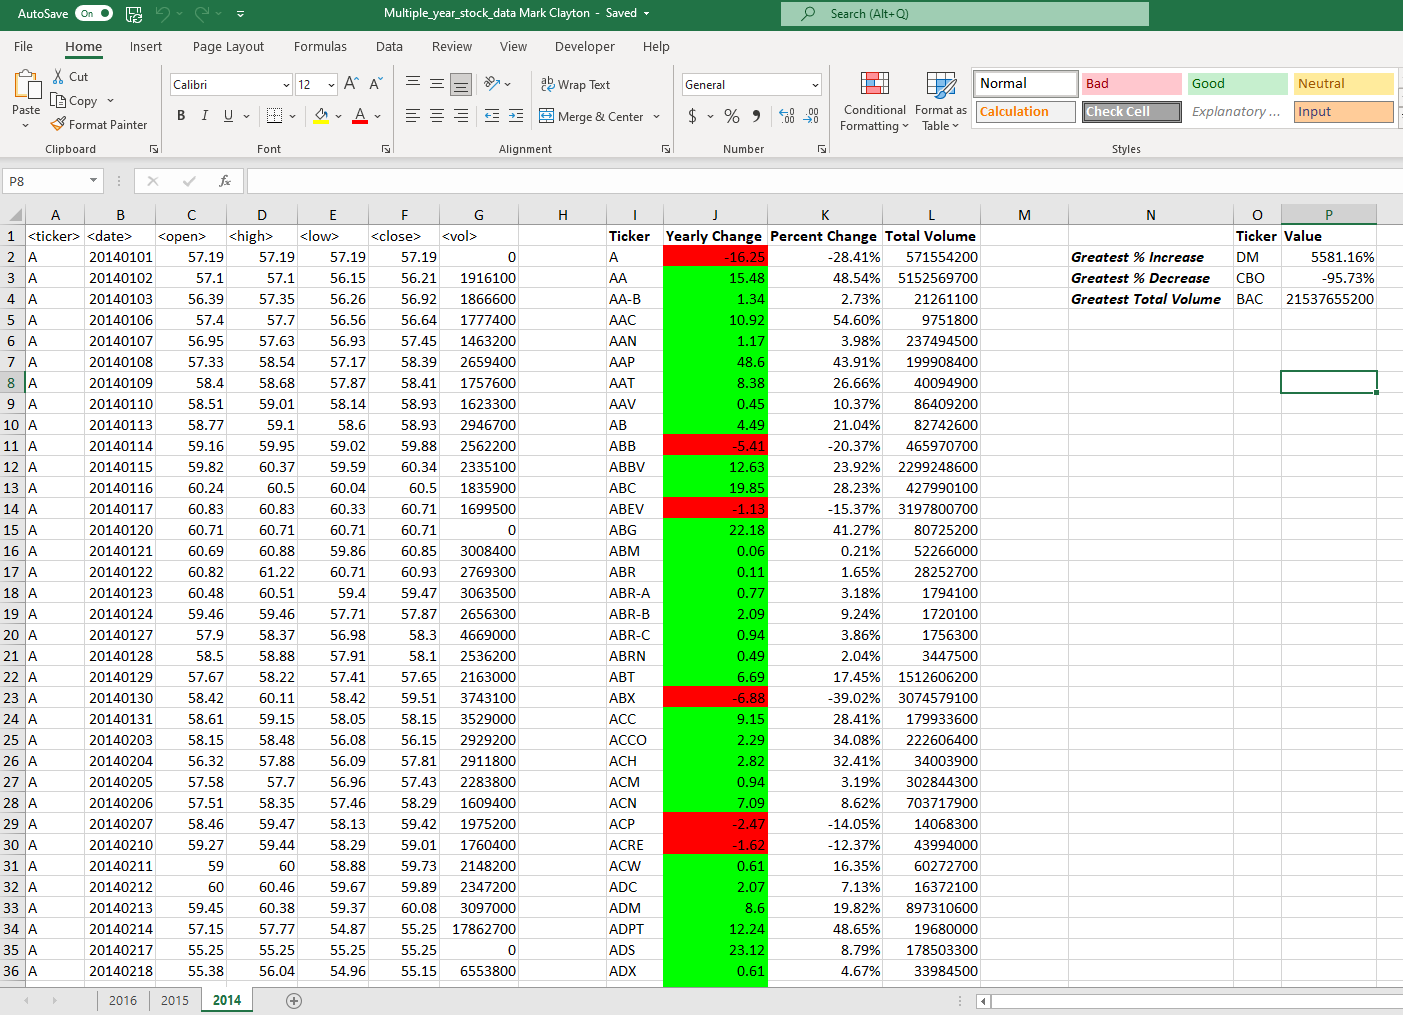 AutoSave On Multiple_year_stock_data Mark Clayton - Saved Search (Alt+Q)
File Home Insert Page Layout Formulas Data Review View Developer Help
Paste Cut Copy Format Painter
Clipboard
Calibri 12 A A
B I U A
Font
ab Wrap Text
Merge & Center
Alignment
General
$ % 9 .00 .00
Number
Conditional Formatting Format as Table
Normal Bad Good Neutral
Calculation Check Cell Explanatory ... Input
Styles
P8 fx
A B C D E F G H I J K L M N O P
1 <ticker> <date> <open> <high> <low> <close> <vol> Ticker Yearly Change Percent Change Total Volume Ticker Value
2 A 20140101 57.19 57.19 57.19 57.19 0 A -16.25 -28.41% 571554200 Greatest % Increase DM 5581.16%
3 A 20140102 57.1 57.1 56.15 56.21 1916100 AA 15.48 48.54% 5152569700 Greatest % Decrease CBO -95.73%
4 A 20140103 56.39 57.35 56.26 56.92 1866600 AA-B 1.34 2.73% 21261100 Greatest Total Volume BAC 21537655200
5 A 20140106 57.4 57.7 56.56 56.64 1777400 AAC 10.92 54.60% 9751800
6 A 20140107 56.95 57.63 56.93 57.45 1463200 AAN 1.17 3.98% 237494500
7 A 20140108 57.33 58.54 57.17 58.39 2659400 AAP 48.6 43.91% 199908400
8 A 20140109 58.4 58.68 57.87 58.41 1757600 AAT 8.38 26.66% 40094900
9 A 20140110 58.51 59.01 58.14 58.93 1623300 AAV 0.45 10.37% 86409200
10 A 20140113 58.77 59.1 58.6 58.93 2946700 AB 4.49 21.04% 82742600
11 A 20140114 59.16 59.95 59.02 59.88 2562200 ABB -5.41 -20.37% 465970700
12 A 20140115 59.82 60.37 59.59 60.34 2335100 ABBV 12.63 23.92% 2299248600
13 A 20140116 60.24 60.5 60.04 60.5 1835900 ABC 19.85 28.23% 427990100
14 A 20140117 60.83 60.83 60.33 60.71 1699500 ABEV -1.13 -15.37% 3197800700
15 A 20140120 60.71 60.71 60.71 60.71 0 ABG 22.18 41.27% 80725200
16 A 20140121 60.69 60.88 59.86 60.85 3008400 ABM 0.06 0.21% 52266000
17 A 20140122 60.82 61.22 60.71 60.93 2769300 ABR 0.11 1.65% 28252700
18 A 20140123 60.48 60.51 59.4 59.47 3063500 ABR-A 0.77 3.18% 1794100
19 A 20140124 59.46 59.46 57.71 57.87 2656300 ABR-B 2.09 9.24% 1720100
20 A 20140127 57.9 58.37 56.98 58.3 4669000 ABR-C 0.94 3.86% 1756300
21 A 20140128 58.5 58.88 57.91 58.1 2536200 ABRN 0.49 2.04% 3447500
22 A 20140129 57.67 58.22 57.41 57.65 2163000 ABT 6.69 17.45% 1512606200
23 A 20140130 58.42 60.11 58.42 59.51 3743100 ABX -6.88 -39.02% 3074579100
24 A 20140131 58.61 59.15 58.05 58.15 3529000 ACC 9.15 28.41% 179933600
25 A 20140203 58.15 58.48 56.08 56.15 2929200 ACCO 2.29 34.08% 222606400
26 A 20140204 56.32 57.88 56.09 57.81 2911800 ACH 2.82 32.41% 34003900
27 A 20140205 57.58 57.7 56.96 57.43 2283800 ACM 0.94 3.19% 302844300
28 A 20140206 57.51 58.35 57.46 58.29 1609400 ACN 7.09 8.62% 703717900
29 A 20140207 58.46 59.47 58.13 59.42 1975200 ACP -2.47 -14.05% 14068300
30 A 20140210 59.27 59.44 58.29 59.01 1760400 ACRE -1.62 -12.37% 43994000
31 A 20140211 59 60 58.88 59.73 2148200 ACW 0.61 16.35% 60272700
32 A 20140212 60 60.46 59.67 59.89 2347200 ADC 2.07 7.13% 16372100
33 A 20140213 59.45 60.38 59.37 60.08 3097000 ADM 8.6 19.82% 897310600
34 A 20140214 57.15 57.77 54.87 55.25 17862700 ADPT 12.24 48.65% 19680000
35 A 20140217 55.25 55.25 55.25 55.25 0 ADS 23.12 8.79% 178503300
36 A 20140218 55.38 56.04 54.96 55.15 6553800 ADX 0.61 4.67% 33984500
2016 2015 2014